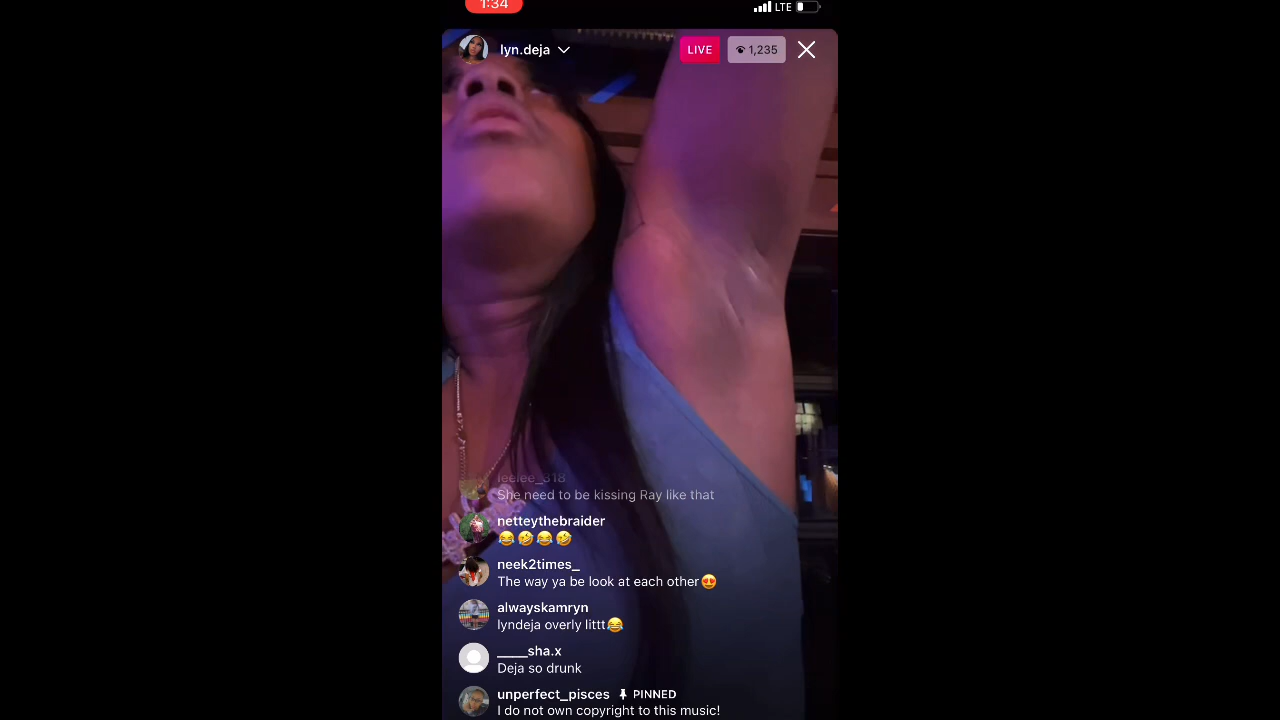 1:34
LTE
lyn.deja
LIVE
1,235
leelee_318
She need to be kissing Ray like that
netteythebraider
😂🤣😂🤣
neek2times_
The way ya be look at each other😍
alwayskamryn
lyndeja overly littt😂
_____sha.x
Deja so drunk
unperfect_pisces PINNED
I do not own copyright to this music!